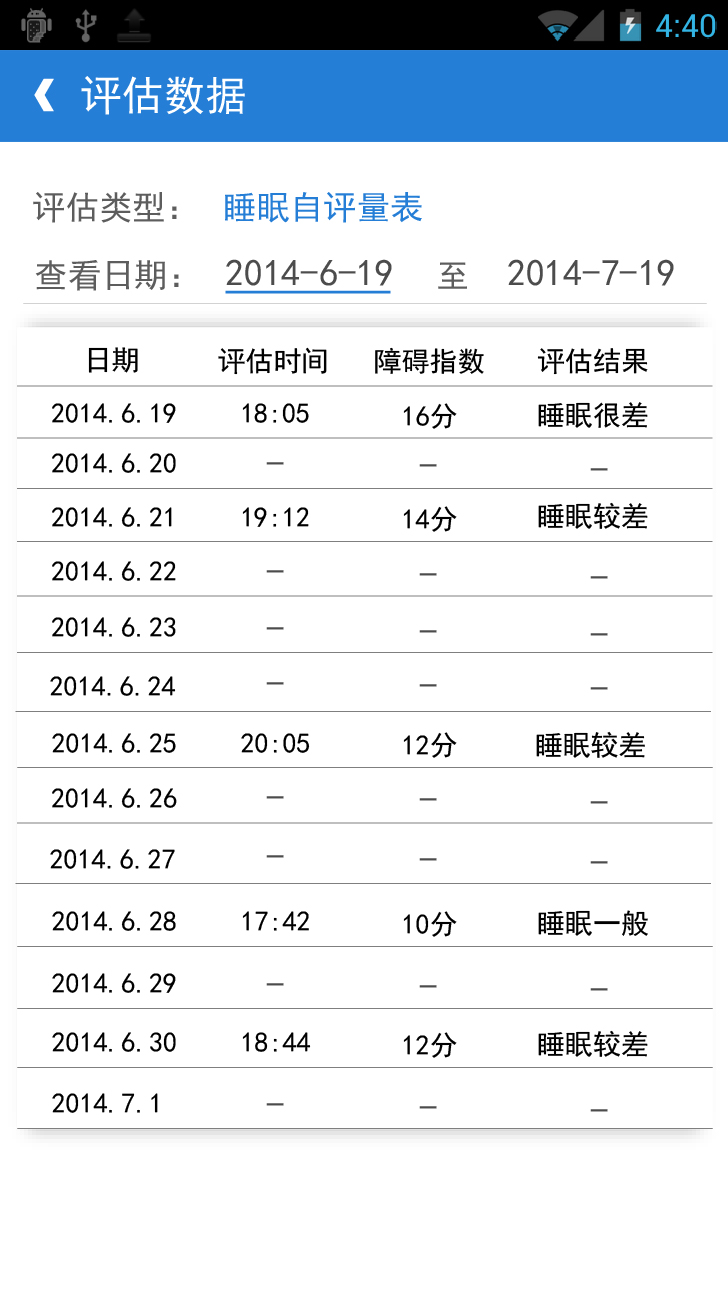 4:40
评估数据
评估类型： 睡眠自评量表
查看日期： 2014-6-19 至 2014-7-19
日期 评估时间 障碍指数 评估结果
2014.6.19 18:05 16分 睡眠很差
2014.6.20 — — —
2014.6.21 19:12 14分 睡眠较差
2014.6.22 — — —
2014.6.23 — — —
2014.6.24 — — —
2014.6.25 20:05 12分 睡眠较差
2014.6.26 — — —
2014.6.27 — — —
2014.6.28 17:42 10分 睡眠一般
2014.6.29 — — —
2014.6.30 18:44 12分 睡眠较差
2014.7.1 — — —